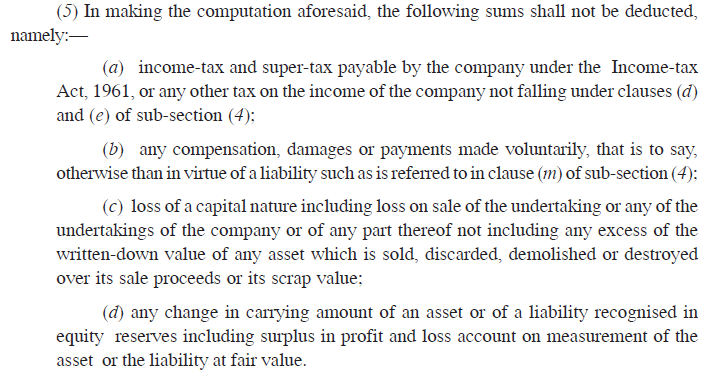 (5) In making the computation aforesaid, the following sums shall not be deducted,
namely:—
(a) income-tax and super-tax payable by the company under the Income-tax
Act, 1961, or any other tax on the income of the company not falling under clauses (d)
and (e) of sub-section (4);
(b) any compensation, damages or payments made voluntarily, that is to say,
otherwise than in virtue of a liability such as is referred to in clause (m) of sub-section (4);
(c) loss of a capital nature including loss on sale of the undertaking or any of the
undertakings of the company or of any part thereof not including any excess of the
written-down value of any asset which is sold, discarded, demolished or destroyed
over its sale proceeds or its scrap value;
(d) any change in carrying amount of an asset or of a liability recognised in
equity reserves including surplus in profit and loss account on measurement of the
asset or the liability at fair value.